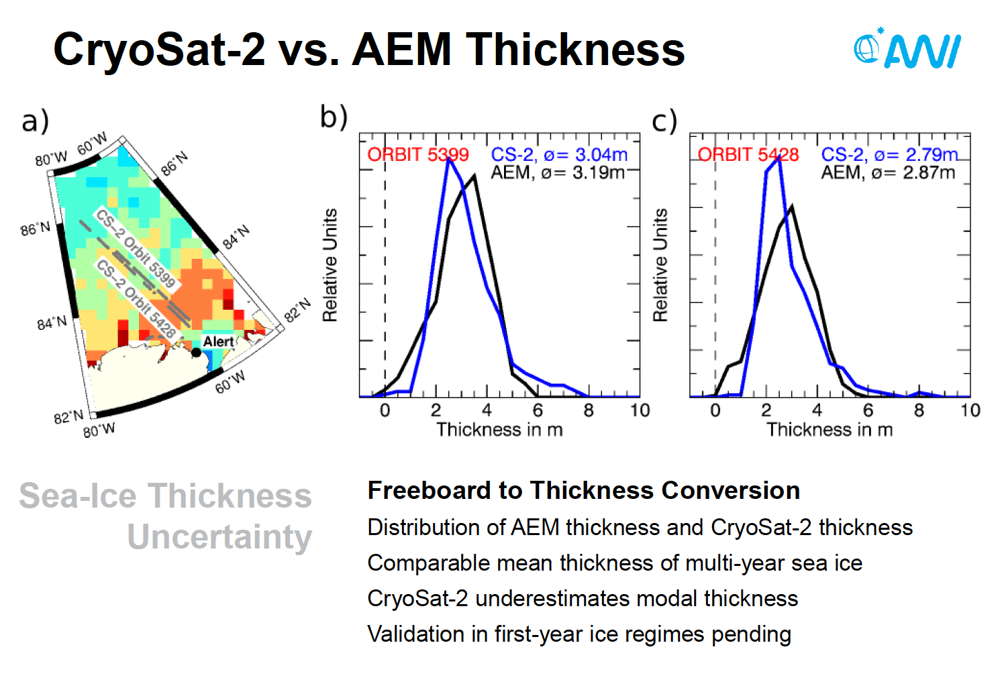 CryoSat-2 vs. AEM Thickness
AWI
a)
80°W
60°W
86°N
86°N
84°N
84°N
82°N
82°N
80°W
60°W
CS-2 Orbit 5399
CS-2 Orbit 5428
Alert
b)
ORBIT 5399
CS-2, ø= 3.04m
AEM, ø= 3.19m
Relative Units
0 2 4 6 8 10
Thickness in m
c)
ORBIT 5428
CS-2, ø= 2.79m
AEM, ø= 2.87m
Relative Units
0 2 4 6 8 10
Thickness in m
Sea-Ice Thickness
Uncertainty
Freeboard to Thickness Conversion
Distribution of AEM thickness and CryoSat-2 thickness
Comparable mean thickness of multi-year sea ice
CryoSat-2 underestimates modal thickness
Validation in first-year ice regimes pending